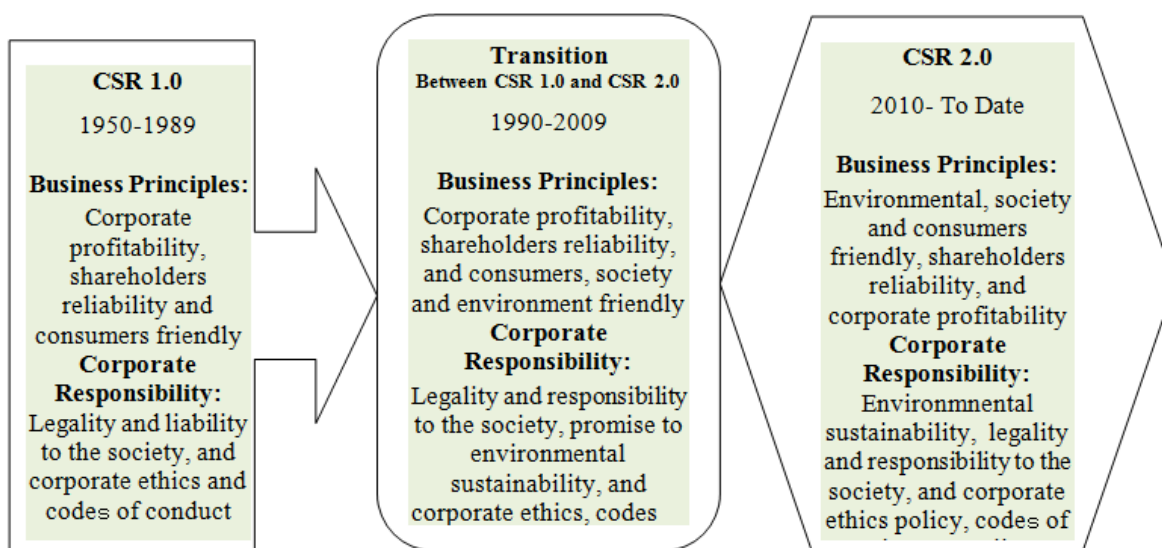 CSR 1.0
1950-1989
Business Principles:
Corporate
profitability,
shareholders
reliability and
consumers friendly
Corporate
Responsibility:
Legality and liability
to the society, and
corporate ethics and
codes of conduct
Transition
Between CSR 1.0 and CSR 2.0
1990-2009
Business Principles:
Corporate profitability,
shareholders reliability,
and consumers, society
and environment friendly
Corporate
Responsibility:
Legality and responsibility
to the society, promise to
environmental
sustainability, and
corporate ethics, codes
CSR 2.0
2010- To Date
Business Principles:
Environmental, society
and consumers
friendly, shareholders
reliability, and
corporate profitability
Corporate
Responsibility:
Environmnental
sustainability, legality
and responsibility to the
society, and corporate
ethics policy, codes of